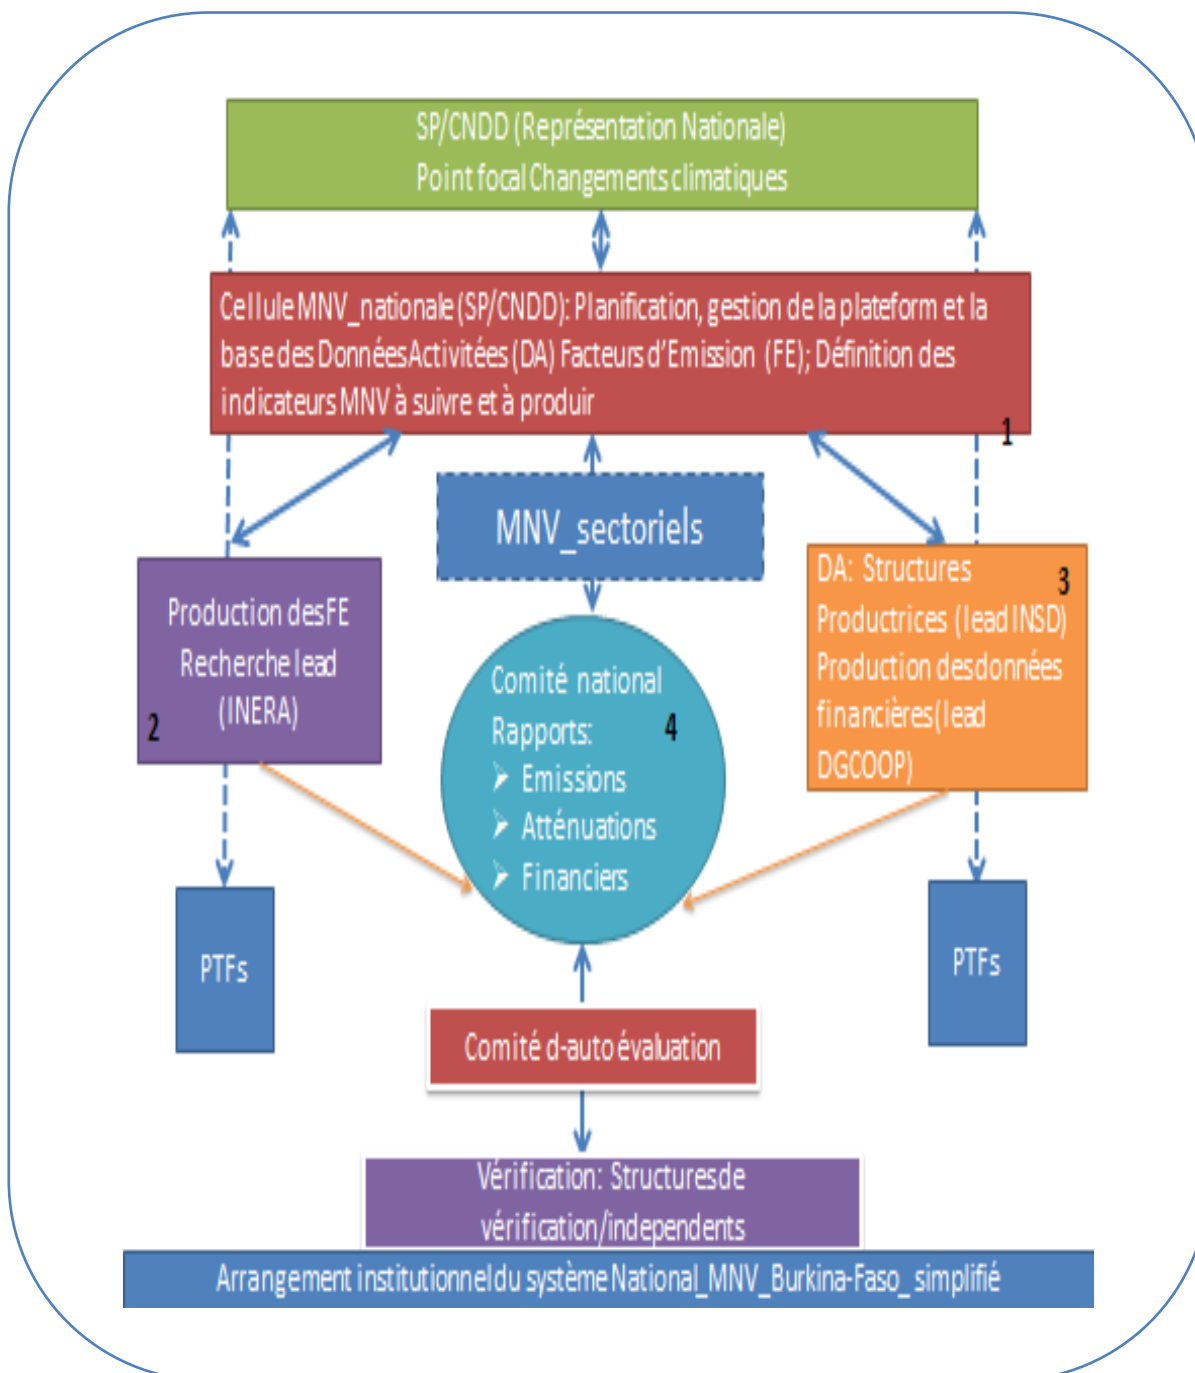 SP/CNDD (Représentation Nationale)
Point focal Changements climatiques
Cellule MNV_nationale (SP/CNDD): Planification, gestion de la plateform et la
base des Données Activitées (DA) Facteurs d'Emission (FE); Définition des
indicateurs MNV à suivre et à produir
1
MNV_sectoriels
Production des FE
Recherche lead
(INERA)
2
DA: Structures
Productrices (lead INSD)
Production des données
financières (lead
DGCOOP)
3
Comité national
Rapports:
➢ Emissions
➢ Atténuations
➢ Financiers
4
PTFs
PTFs
Comité d-auto évaluation
Vérification: Structures de
vérification/independents
Arrangement institutionnel du système National_MNV_Burkina-Faso_ simplifié